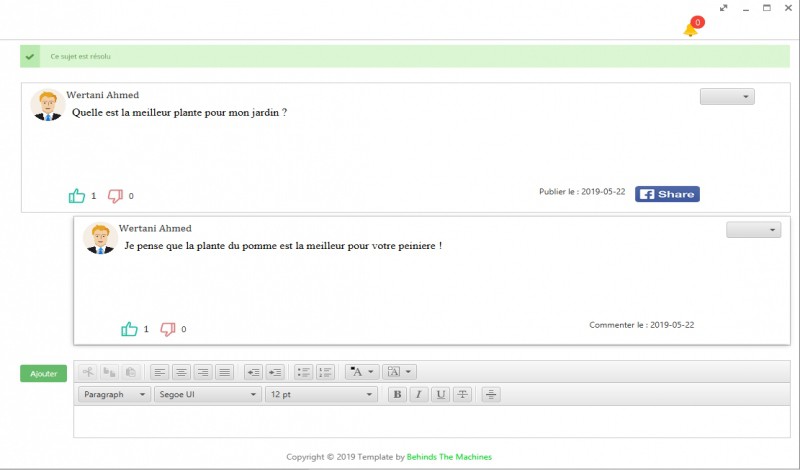 0
Ce sujet est résolu
Wertani Ahmed
Quelle est la meilleur plante pour mon jardin ?
1 0 Publier le : 2019-05-22 Share
Wertani Ahmed
Je pense que la plante du pomme est la meilleur pour votre peiniere !
1 0 Commenter le : 2019-05-22
Ajouter
Paragraph Segoe UI 12 pt B I U T
Copyright © 2019 Template by Behinds The Machines